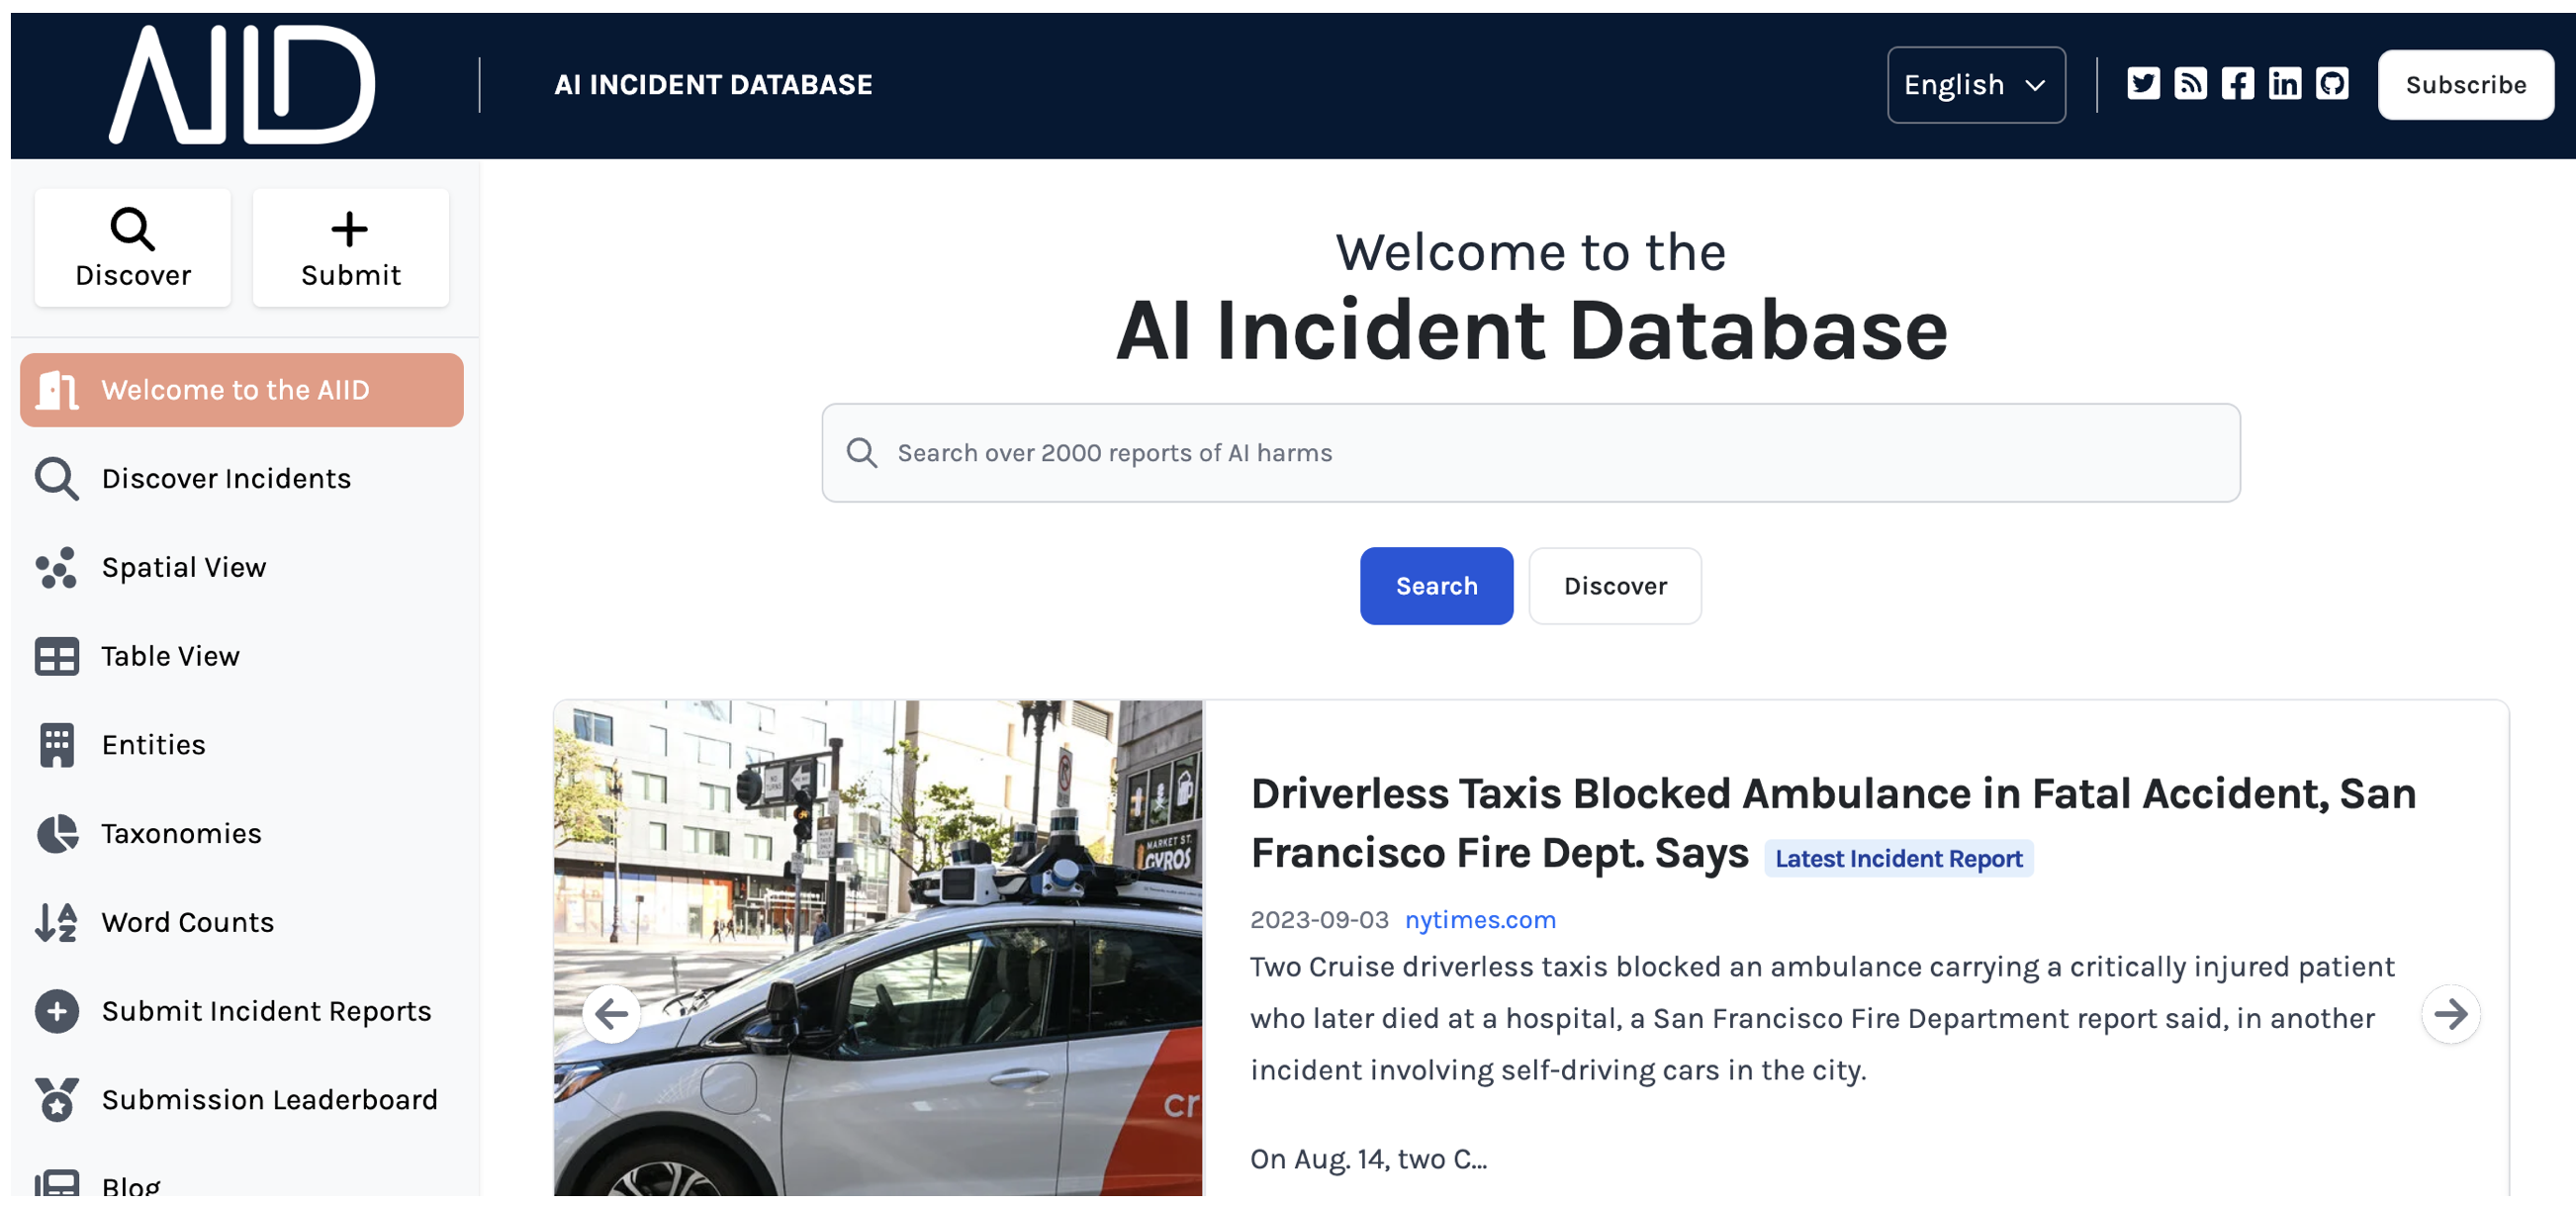 AIID
AI INCIDENT DATABASE
English
Subscribe
Discover
Submit
Welcome to the AIID
Discover Incidents
Spatial View
Table View
Entities
Taxonomies
Word Counts
Submit Incident Reports
Submission Leaderboard
Blog
Welcome to the
AI Incident Database
Search over 2000 reports of AI harms
Search
Discover
NO
TURNS
MARKET ST.
GYROS
cr
Driverless Taxis Blocked Ambulance in Fatal Accident, San
Francisco Fire Dept. Says Latest Incident Report
2023-09-03 nytimes.com
Two Cruise driverless taxis blocked an ambulance carrying a critically injured patient
who later died at a hospital, a San Francisco Fire Department report said, in another
incident involving self-driving cars in the city.
On Aug. 14, two C...